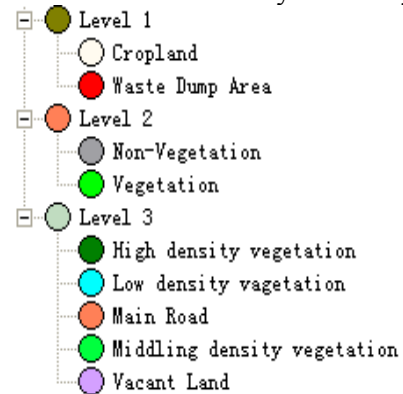 Level 1
Cropland
Waste Dump Area
Level 2
Non-Vegetation
Vegetation
Level 3
High density vegetation
Low density vagetation
Main Road
Middling density vegetation
Vacant Land